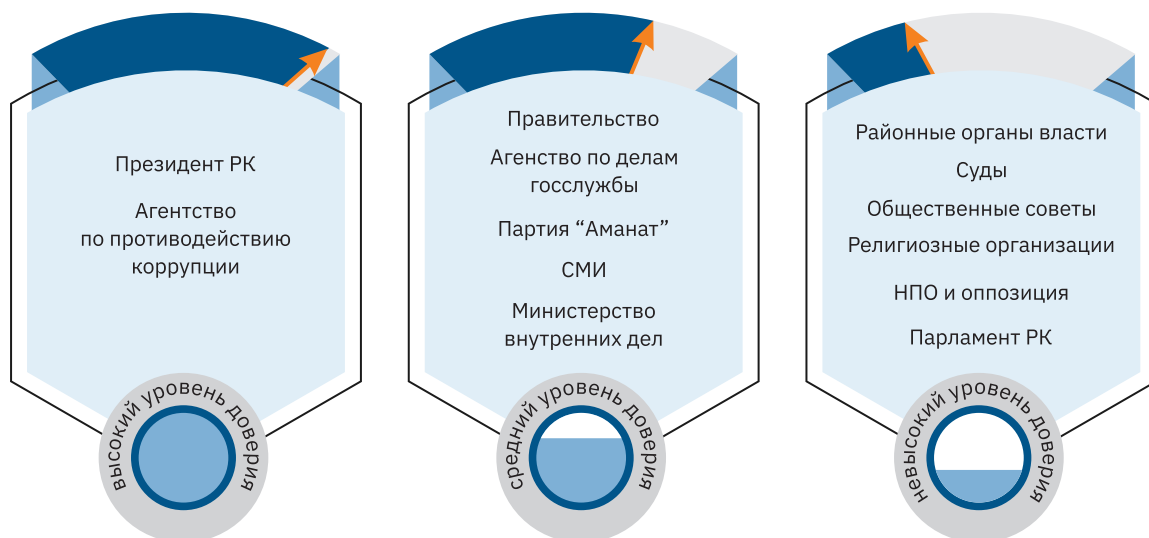 Президент РК
Агентство
по противодействию
коррупции
высокий уровень доверия
Правительство
Агенство по делам
госслужбы
Партия “Аманат”
СМИ
Министерство
внутренних дел
средний уровень доверия
Районные органы власти
Суды
Общественные советы
Религиозные организации
НПО и оппозиция
Парламент РК
невысокий уровень доверия